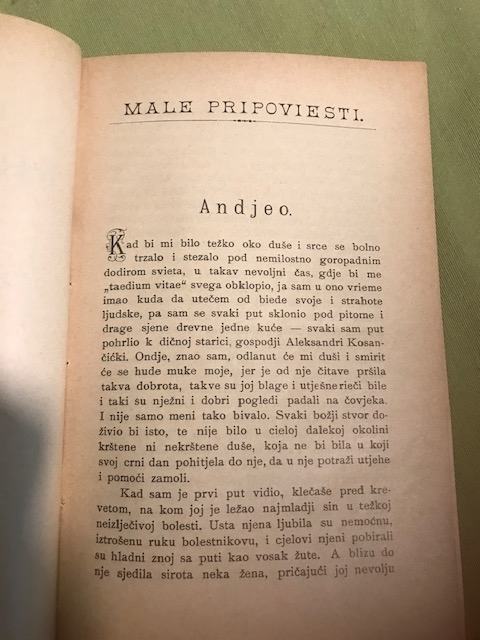 MALE PRIPOVIESTI.
Andjeo.
Kad bi mi bilo težko oko duše i srce se bolno
trzalo i stezalo pod nemilostno goropadnim
dodirom svieta, u takav nevoljni čas, gdje bi me
„taedium vitae“ svega obklopio, ja sam u ono vrieme
imao kuda da utečem od biede svoje i strahote
ljudske, pa sam se svaki put sklonio pod pitome i
drage sjene drevne jedne kuće — svaki sam put
pohrlio k dičnoj starici, gospodji Aleksandri Kosan-
čićki. Ondje, znao sam, odlanut će mi duši i smirit
će se hude muke moje, jer je od nje čitave pršila
takva dobrota, takve su joj blage i utješne rieči bile
i taki su nježni i dobri pogledi padali na čovjeka.
I nije samo meni tako bivalo. Svaki božji stvor do-
živio bi isto, te nije bilo u cieloj dalekoj okolini
krštene ni nekrštene duše, koja ne bi bila u koji
svoj crni dan pohitjela do nje, da u nje potraži utjehe
i pomoći zamoli.
Kad sam je prvi put vidio, klečaše pred kre-
vetom, na kom joj je ležao najmladji sin u težkoj
neizlječivoj bolesti. Usta njena ljubila su nemoćnu,
iztrošenu ruku bolestnikovu, i cjelovi njeni pobirali
su hladni znoj sa puti kao vosak žute. A blizu do
nje sjedila sirota neka žena, pričajući joj nevolju